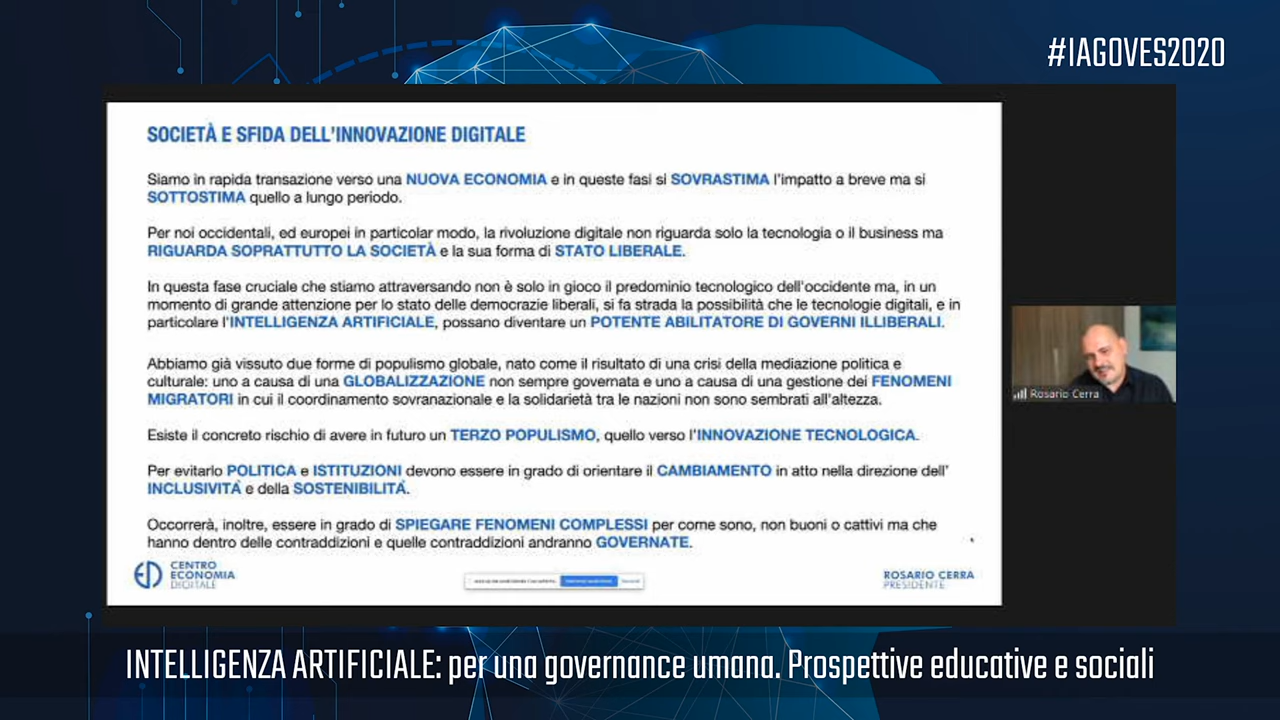 #IAGOVES2020
SOCIETÀ E SFIDA DELL'INNOVAZIONE DIGITALE
Siamo in rapida transazione verso una NUOVA ECONOMIA e in queste fasi si SOVRASTIMA l'impatto a breve ma si
SOTTOSTIMA quello a lungo periodo.
Per noi occidentali, ed europei in particolar modo, la rivoluzione digitale non riguarda solo la tecnologia o il business ma
RIGUARDA SOPRATTUTTO LA SOCIETÀ e la sua forma di STATO LIBERALE.
In questa fase cruciale che stiamo attraversando non è solo in gioco il predominio tecnologico dell'occidente ma, in un
momento di grande attenzione per lo stato delle democrazie liberali, si fa strada la possibilità che le tecnologie digitali, e in
particolare l'INTELLIGENZA ARTIFICIALE, possano diventare un POTENTE ABILITATORE DI GOVERNI ILLIBERALI.
Abbiamo già vissuto due forme di populismo globale, nato come il risultato di una crisi della mediazione politica e
culturale: uno a causa di una GLOBALIZZAZIONE non sempre governata e uno a causa di una gestione dei FENOMENI
MIGRATORI in cui il coordinamento sovranazionale e la solidarietà tra le nazioni non sono sembrati all'altezza.
Esiste il concreto rischio di avere in futuro un TERZO POPULISMO, quello verso l'INNOVAZIONE TECNOLOGICA.
Per evitarlo POLITICA e ISTITUZIONI devono essere in grado di orientare il CAMBIAMENTO in atto nella direzione dell'
INCLUSIVITÀ e della SOSTENIBILITÀ.
Occorrerà, inoltre, essere in grado di SPIEGARE FENOMENI COMPLESSI per come sono, non buoni o cattivi ma che
hanno dentro delle contraddizioni e quelle contraddizioni andranno GOVERNATE.
CENTRO
ECONOMIA
DIGITALE
ROSARIO CERRA
PRESIDENTE
Rosario Cerra
INTELLIGENZA ARTIFICIALE: per una governance umana. Prospettive educative e sociali